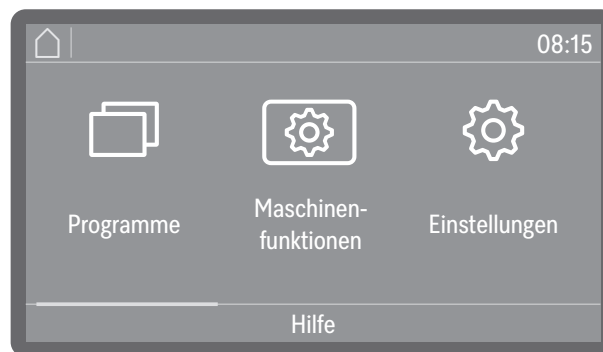 08:15
Programme
Maschinen-
funktionen
Einstellungen
Hilfe